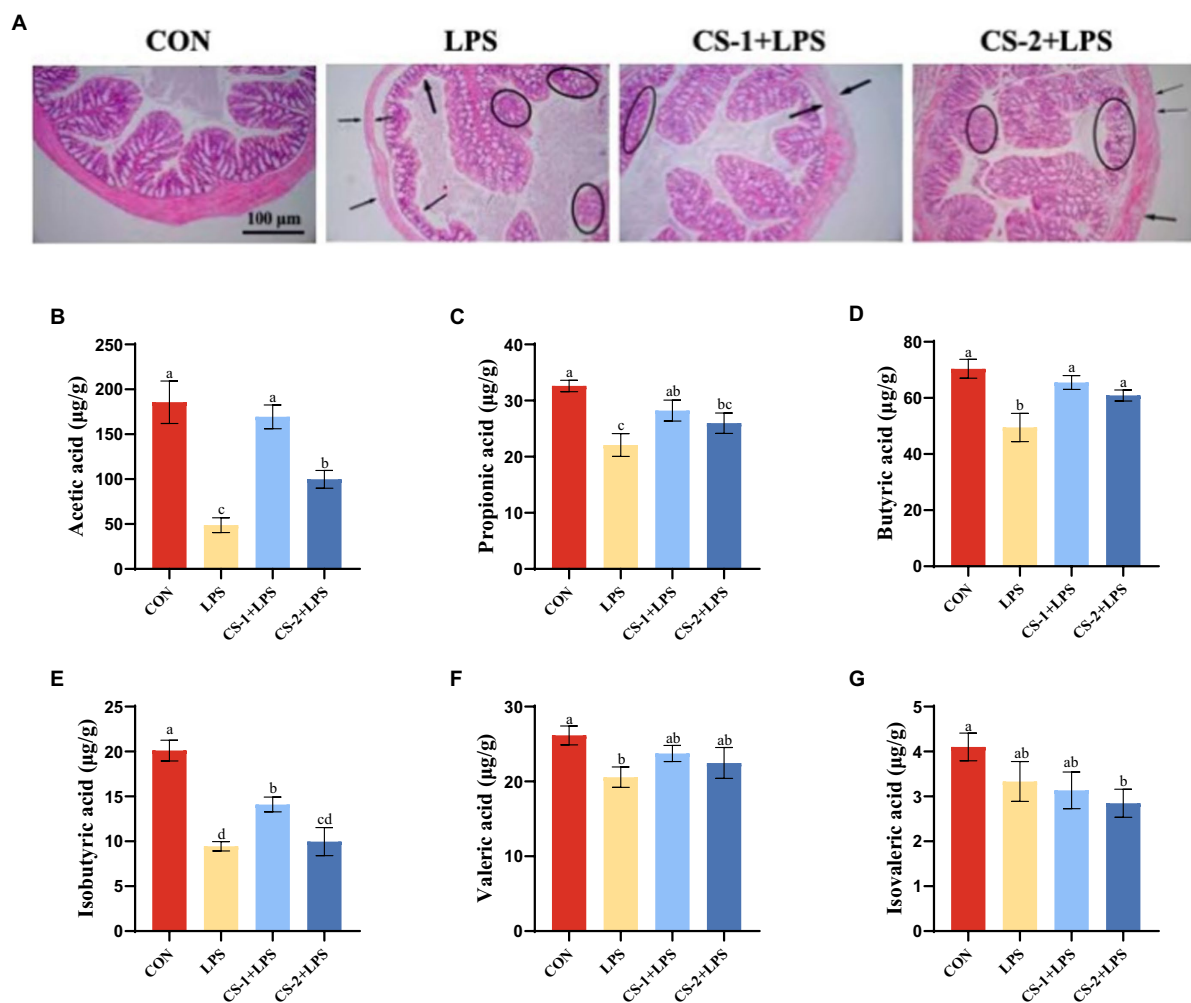 A
CON
LPS
CS-1+LPS
CS-2+LPS
100 μm
B
Acetic acid (μg/g)
250
200
150
100
50
0
a
c
a
b
CON
LPS
CS-1+LPS
CS-2+LPS
C
Propionic acid (μg/g)
40
30
20
10
0
a
c
ab
bc
CON
LPS
CS-1+LPS
CS-2+LPS
D
Butyric acid (μg/g)
80
60
40
20
0
a
b
a
a
CON
LPS
CS-1+LPS
CS-2+LPS
E
Isobutyric acid (μg/g)
25
20
15
10
5
0
a
d
b
cd
CON
LPS
CS-1+LPS
CS-2+LPS
F
Valeric acid (μg/g)
30
20
10
0
a
b
ab
ab
CON
LPS
CS-1+LPS
CS-2+LPS
G
Isovaleric acid (μg/g)
5
4
3
2
1
0
a
ab
ab
b
CON
LPS
CS-1+LPS
CS-2+LPS